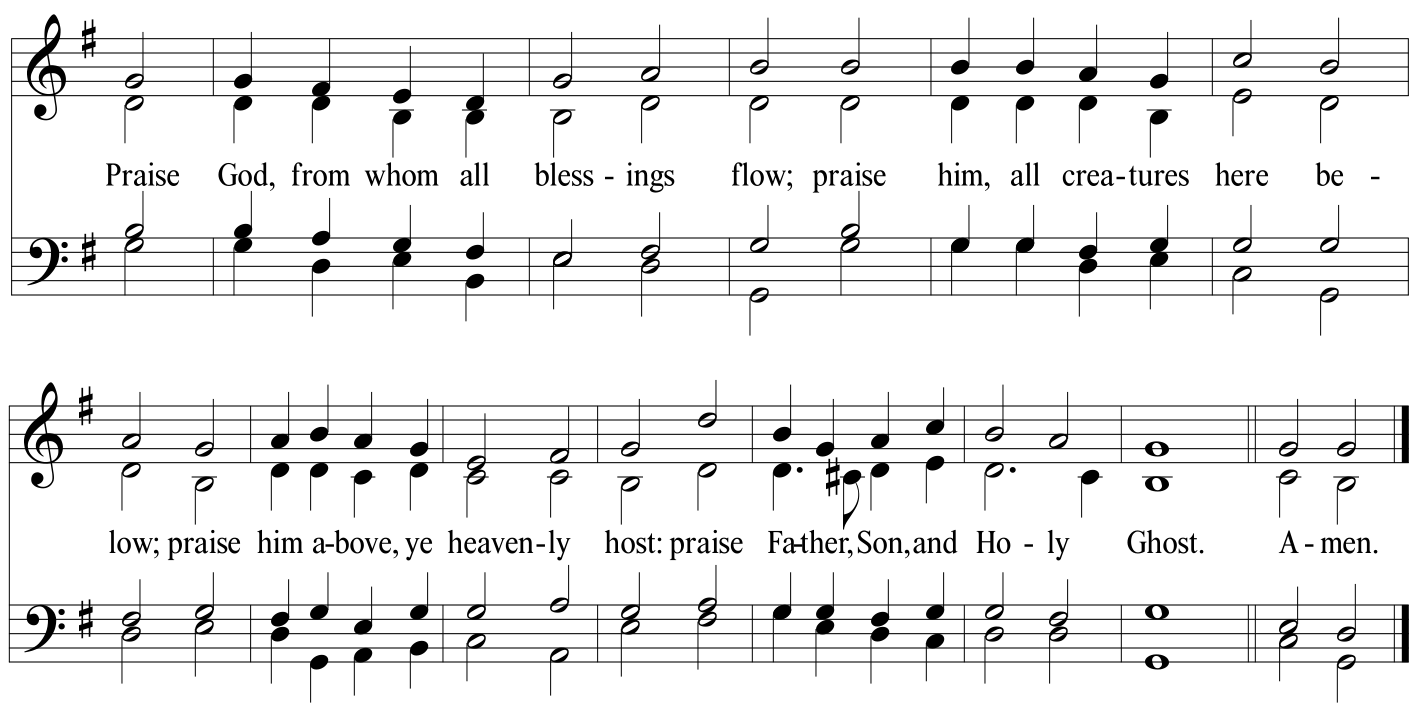 Praise God, from whom all bless - ings flow; praise him, all crea-tures here be -
low; praise him a-bove, ye heaven-ly host: praise Fa-ther, Son, and Ho - ly Ghost. A - men.